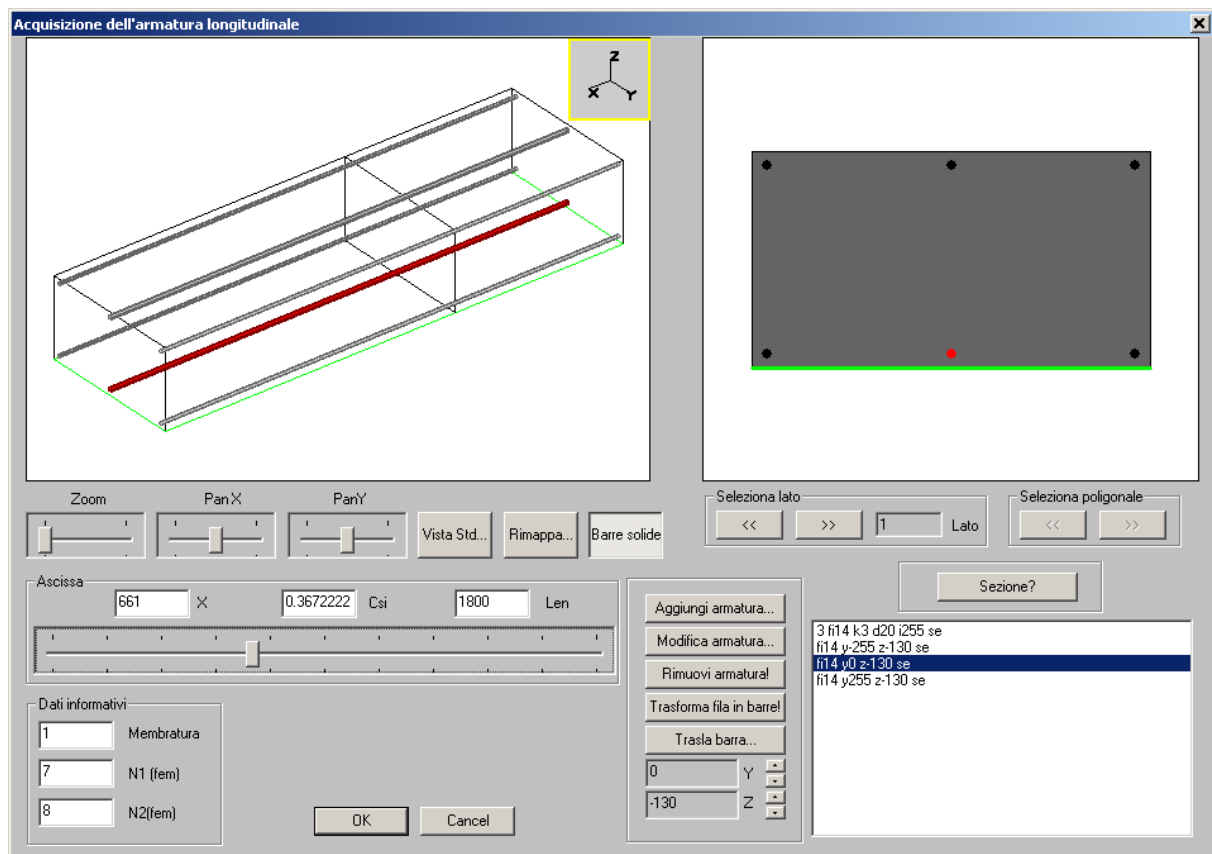 Acquisizione dell'armatura longitudinale
Z
X
Y
Zoom
Pan X
PanY
Vista Std...
Rimappa...
Barre solide
Seleziona lato
<<
>>
1
Lato
Seleziona poligonale
<<
>>
Ascissa
661
X
0.3672222
Csi
1800
Len
Sezione?
Aggiungi armatura...
Modifica armatura...
Rimuovi armatura!
Trasforma fila in barre!
Trasla barra...
0
Y
-130
Z
3 fi14 k3 d20 i255 se
fi14 y-255 z-130 se
fi14 y0 z-130 se
fi14 y255 z-130 se
Dati informativi
1
Membratura
7
N1 (fem)
8
N2(fem)
OK
Cancel